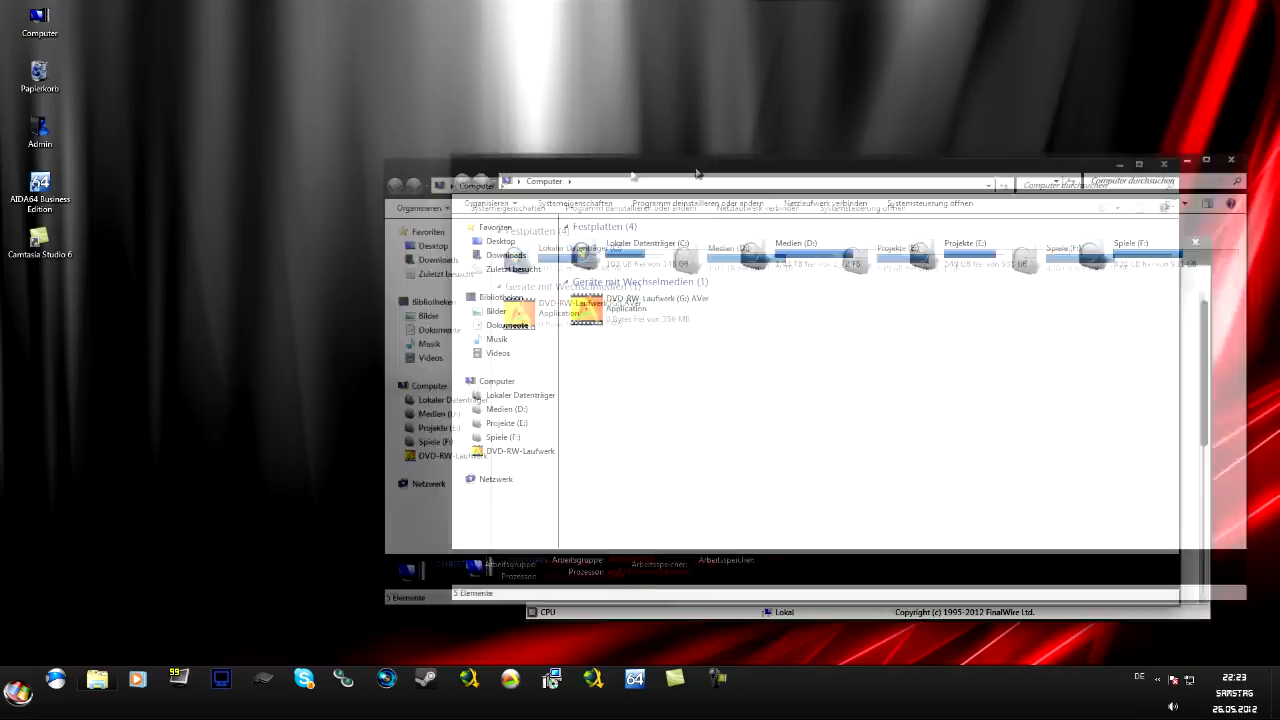 Computer
Papierkorb
Admin
AIDA64 Business
Edition
Camtasia Studio 6
Computer
Computer durchsuchen
Organisieren
Systemeigenschaften
Programm deinstallieren oder ändern
Netzlaufwerk verbinden
Systemsteuerung öffnen
Favoriten
Desktop
Downloads
Zuletzt besucht
Bibliotheken
Bilder
Dokumente
Musik
Videos
Computer
Lokaler Datenträger
Medien (D:)
Projekte (E:)
Spiele (F:)
DVD-RW-Laufwerk
Netzwerk
Festplatten (4)
Lokaler Datenträger (C:)
Medien (D:)
Projekte (E:)
Spiele (F:)
Geräte mit Wechselmedien (1)
DVD-RW-Laufwerk (G:) AVer
Application
0 Bytes frei von 356 MB
Arbeitsgruppe:
Arbeitsspeicher:
Prozessor:
5 Elemente
CPU
Lokal
Copyright (c) 1995-2012 FinalWire Ltd.
99
64
DE
22:23
SAMSTAG
26.05.2012